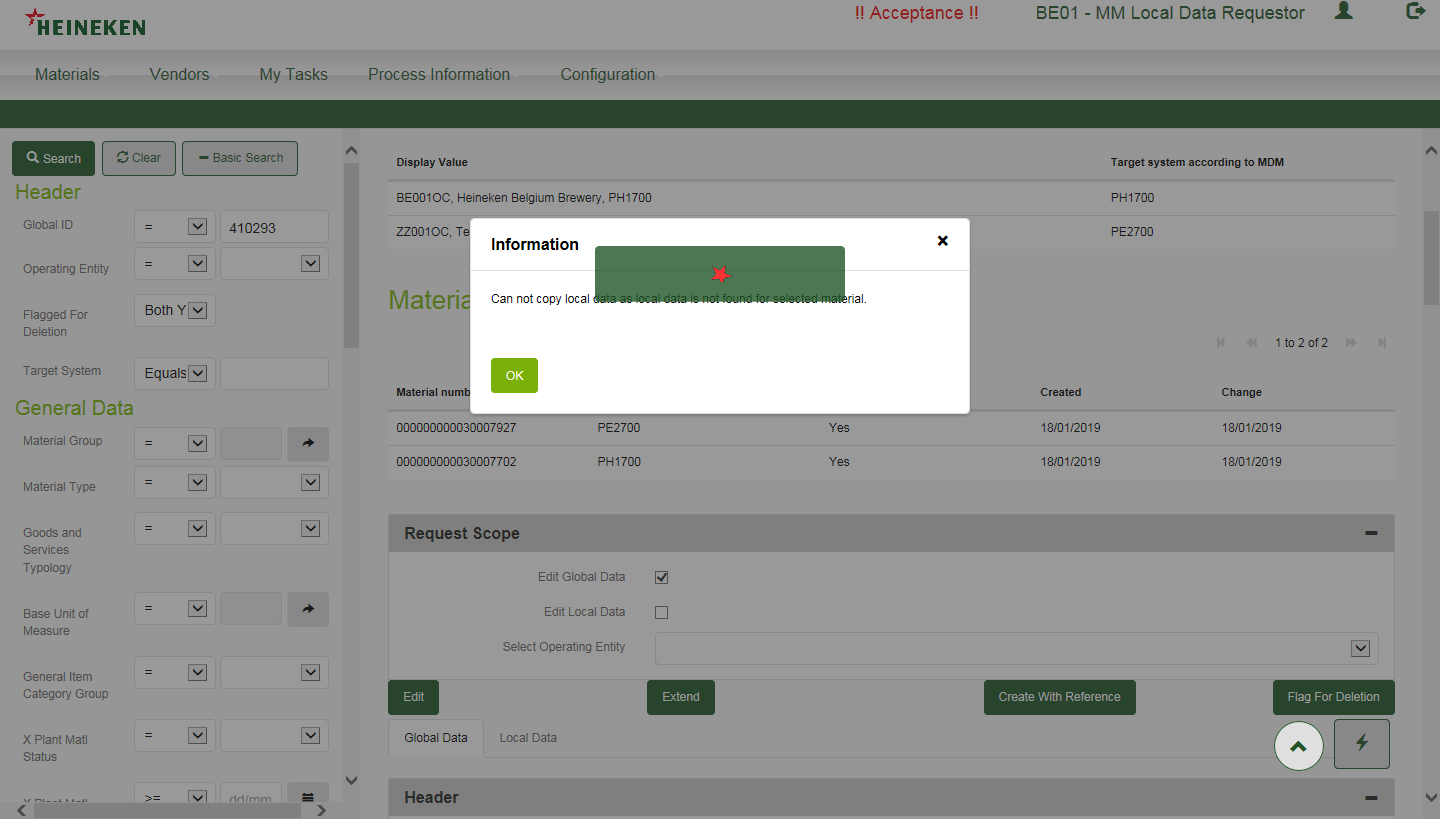 HEINEKEN
!! Acceptance !!
BE01 - MM Local Data Requestor
Materials Vendors My Tasks Process Information Configuration
Search Clear Basic Search
Header
Global ID = 410293
Operating Entity =
Flagged For
Deletion
Both Y
Target System Equals
General Data
Material Group =
Material Type =
Goods and
Services
Typology
=
Base Unit of
Measure
=
General Item
Category Group
=
X Plant Matl
Status
=
X Plant Matl >= dd/mm
Display Value Target system according to MDM
BE001OC, Heineken Belgium Brewery, PH1700 PH1700
ZZ001OC, Te PE2700
Information
Can not copy local data as local data is not found for selected material.
OK
Materia
1 to 2 of 2
Material numb Created Change
000000000030007927 PE2700 Yes 18/01/2019 18/01/2019
000000000030007702 PH1700 Yes 18/01/2019 18/01/2019
Request Scope
Edit Global Data
Edit Local Data
Select Operating Entity
Edit Extend Create With Reference Flag For Deletion
Global Data Local Data
Header